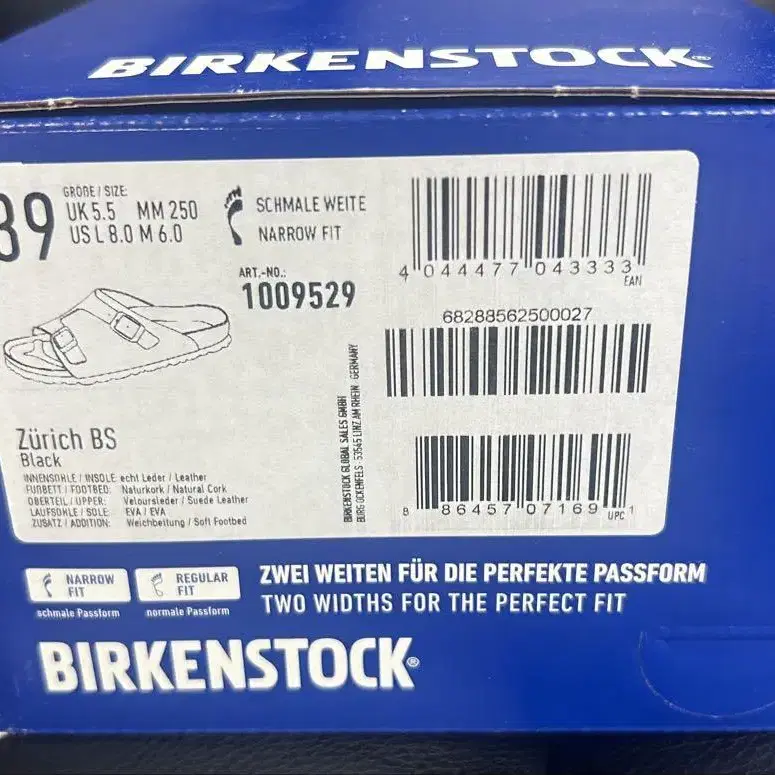 BIRKENSTOCK
39
GRÖBE / SIZE:
UK 5.5 MM 250
US L 8.0 M 6.0
SCHMALE WEITE
NARROW FIT
ART.-NO.:
1009529
4 044477 043333
EAN
68288562500027
8 86457 07169 1
UPC
BIRKENSTOCK GLOBAL SALES GMBH
BURG OCKENFELS · 53545 LINZ AM RHEIN · GERMANY
Zürich BS
Black
INNENSOHLE / INSOLE: echt Leder / Leather
FUßBETT / FOOTBED: Naturkork / Natural Cork
OBERTEIL / UPPER: Veloursleder / Suede Leather
LAUFSOHLE / SOLE: EVA / EVA
ZUSATZ / ADDITION: Weichbettung / Soft Footbed
NARROW FIT
schmale Passform
REGULAR FIT
normale Passform
ZWEI WEITEN FÜR DIE PERFEKTE PASSFORM
TWO WIDTHS FOR THE PERFECT FIT
BIRKENSTOCK®